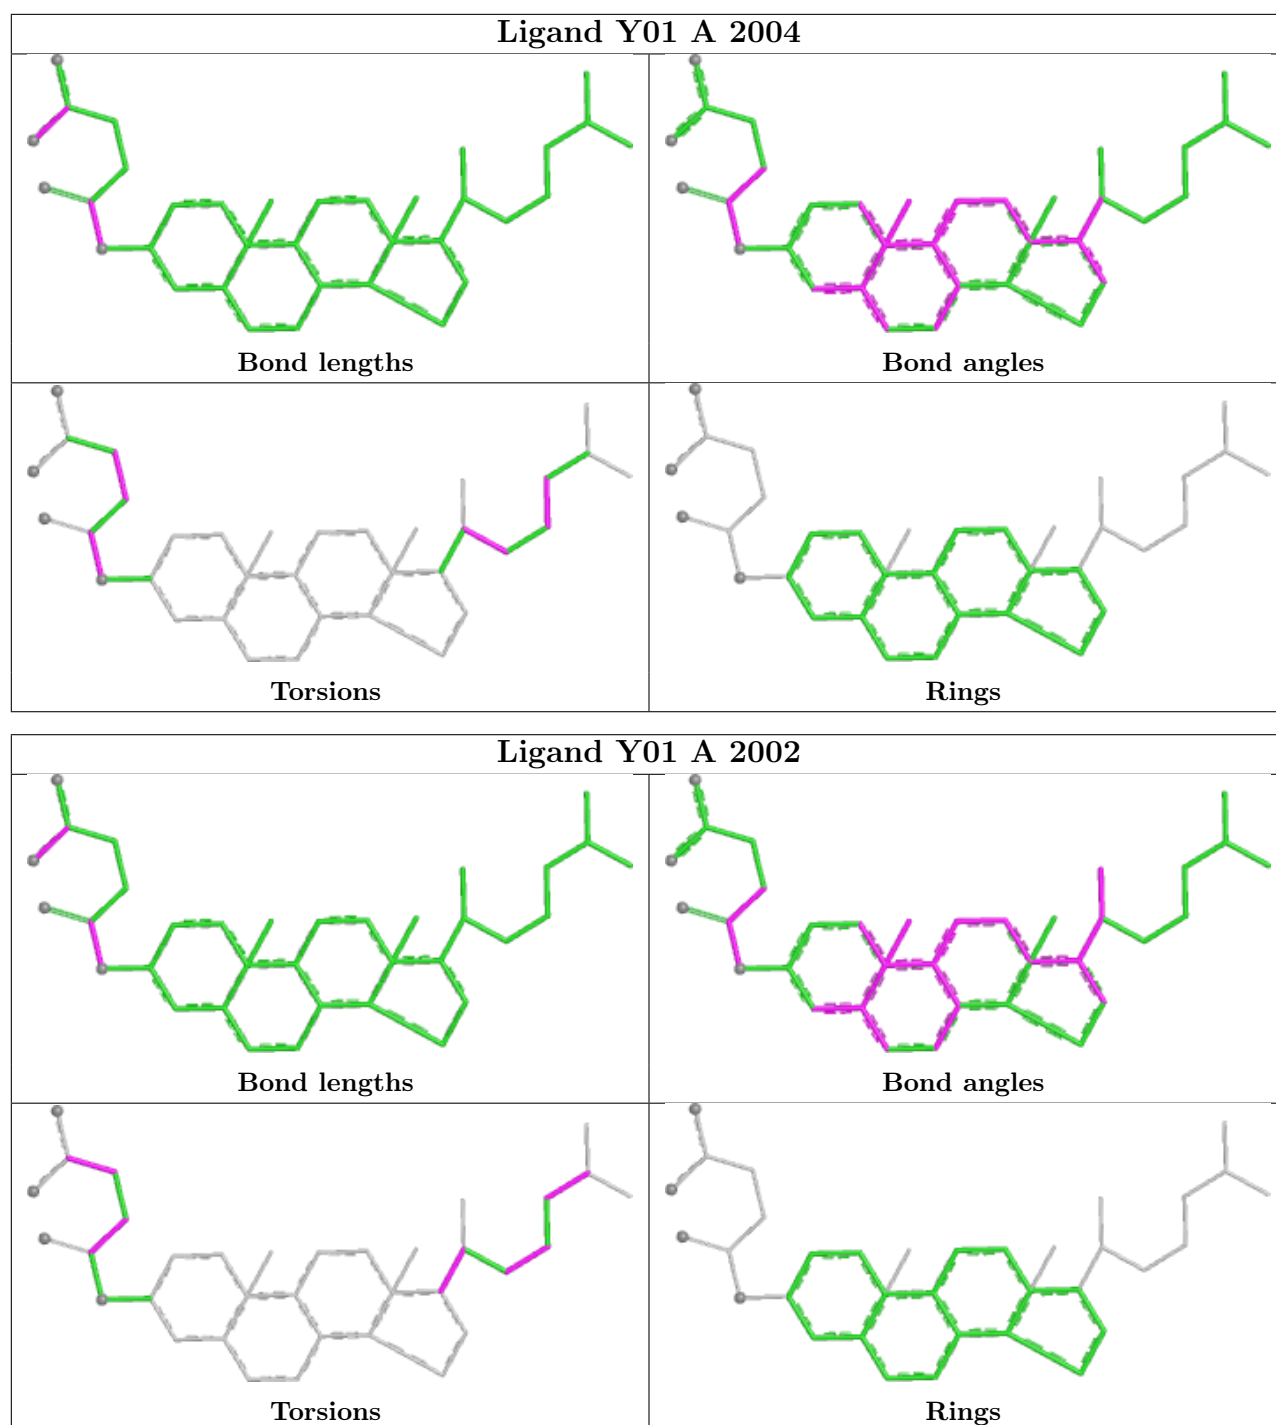 Ligand Y01 A 2004
Bond lengths
Bond angles
Torsions
Rings
Ligand Y01 A 2002
Bond lengths
Bond angles
Torsions
Rings